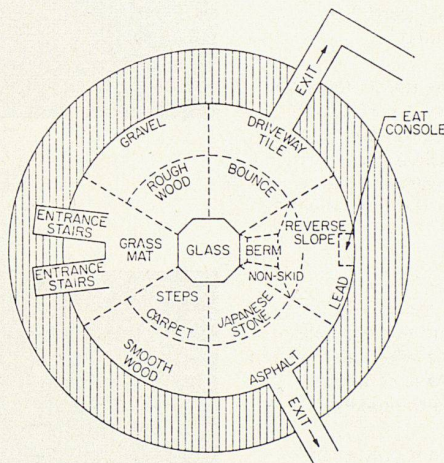 EXIT
EAT
CONSOLE
GRAVEL
DRIVEWAY
TILE
ROUGH
WOOD
BOUNCE
ENTRANCE
STAIRS
GRASS
MAT
GLASS
BERM
REVERSE
SLOPE
NON-SKID
ENTRANCE
STAIRS
STEPS
CARPET
JAPANESE
STONE
LEAD
SMOOTH
WOOD
ASPHALT
EXIT